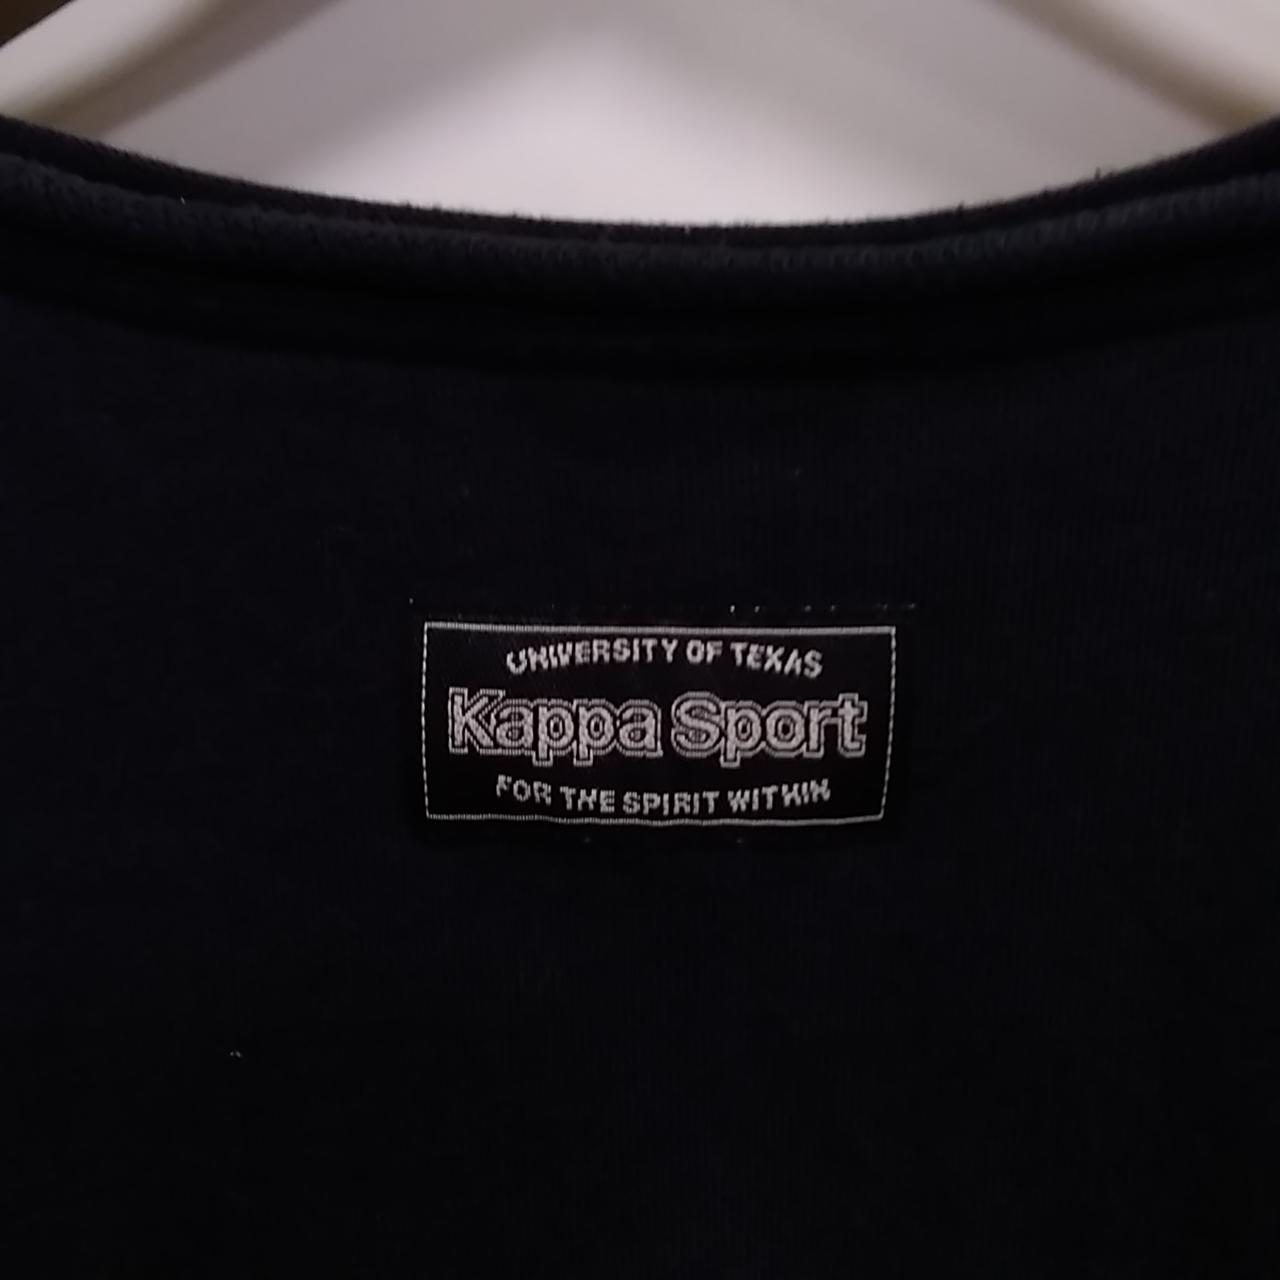 UNIVERSITY OF TEXAS
Kappa Sport
FOR THE SPIRIT WITHIN